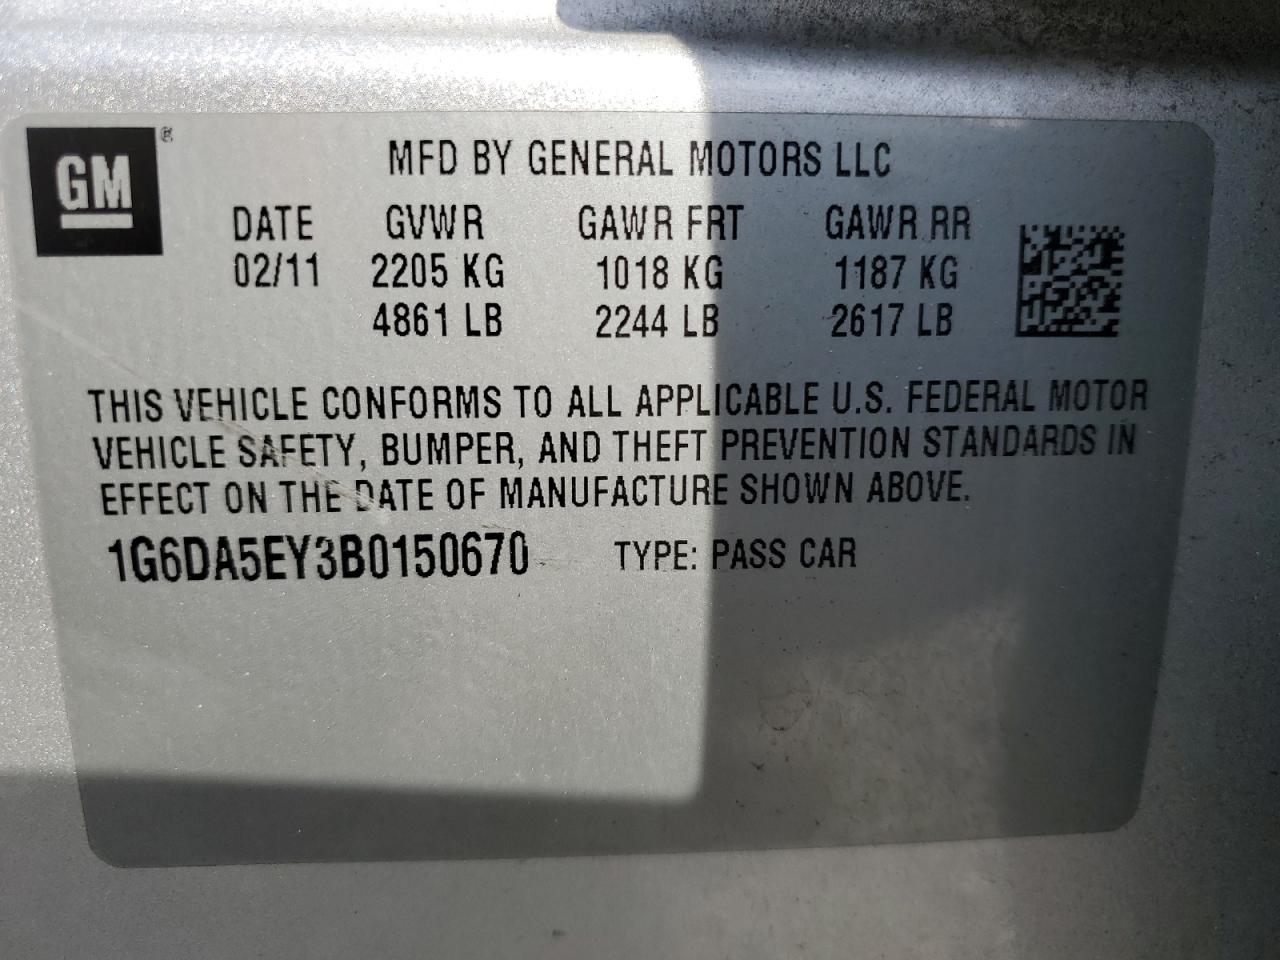 GM ®
MFD BY GENERAL MOTORS LLC
DATE GVWR GAWR FRT GAWR RR
02/11 2205 KG 1018 KG 1187 KG
4861 LB 2244 LB 2617 LB
THIS VEHICLE CONFORMS TO ALL APPLICABLE U.S. FEDERAL MOTOR
VEHICLE SAFETY, BUMPER, AND THEFT PREVENTION STANDARDS IN
EFFECT ON THE DATE OF MANUFACTURE SHOWN ABOVE.
1G6DA5EY3B0150670 TYPE: PASS CAR